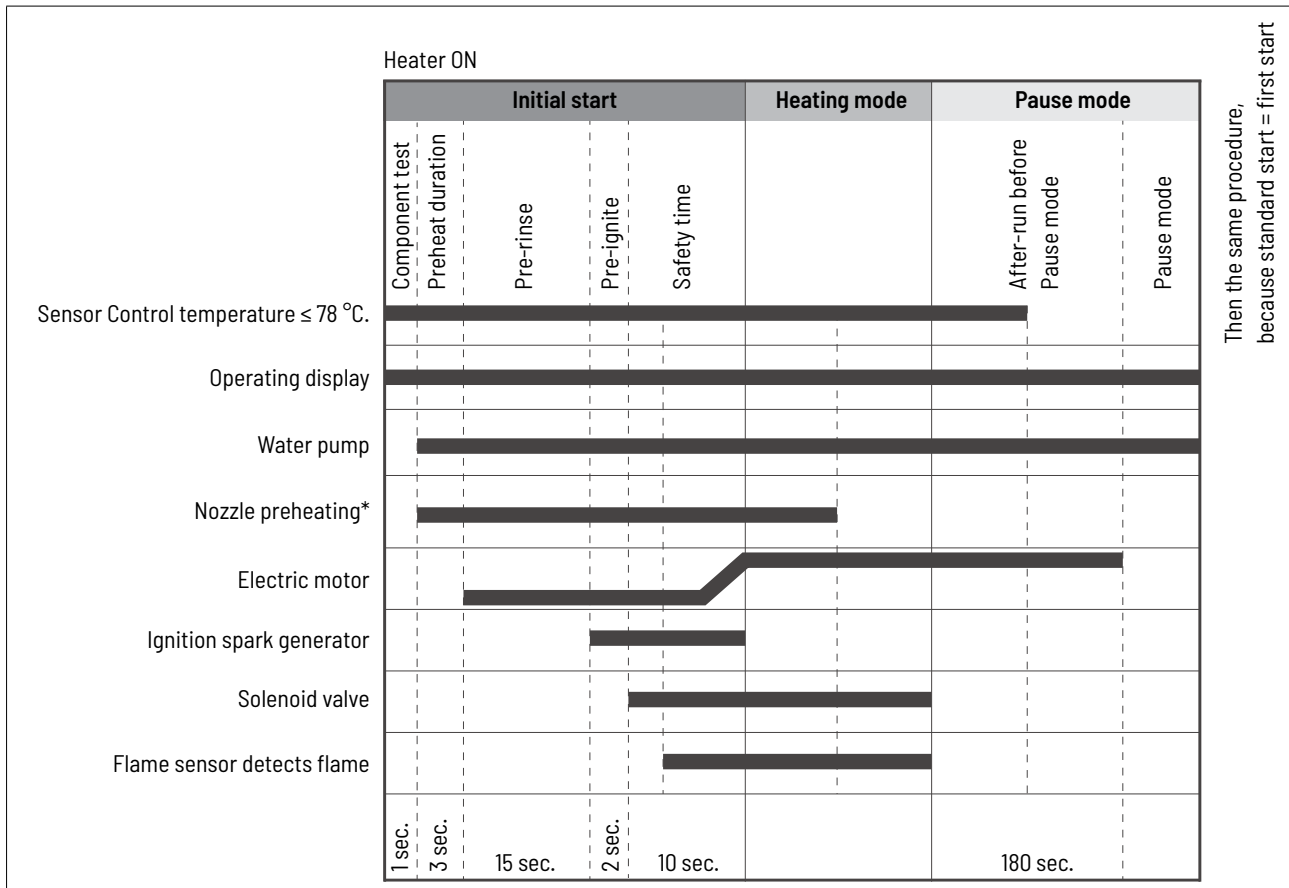 Heater ON
Initial start
Heating mode
Pause mode
Component test
Preheat duration
Pre-rinse
Pre-ignite
Safety time
After-run before
Pause mode
Pause mode
Then the same procedure,
because standard start = first start
Sensor Control temperature ≤ 78 °C.
Operating display
Water pump
Nozzle preheating*
Electric motor
Ignition spark generator
Solenoid valve
Flame sensor detects flame
1 sec.
3 sec.
15 sec.
2 sec.
10 sec.
180 sec.